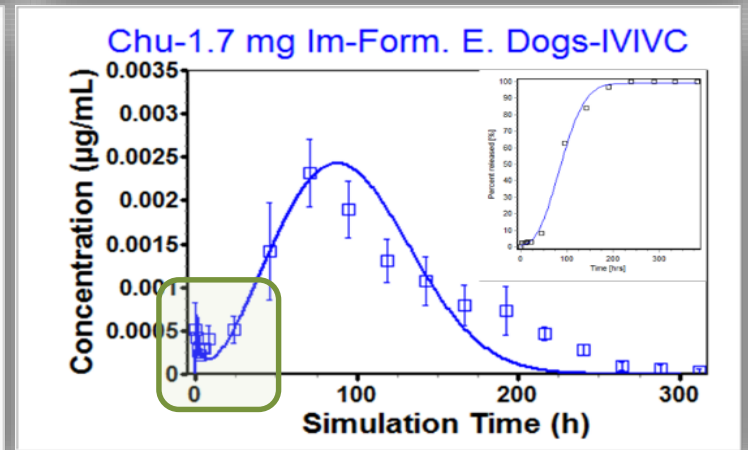 Chu-1.7 mg Im-Form. E. Dogs-IVIVC
Concentration (µg/mL)
0.0035
0.003
0.0025
0.002
0.0015
0.001
0.0005
0
0 100 200 300
Simulation Time (h)
Percent released [%]
100
90
80
70
60
50
40
30
20
10
0
0 100 200 300
Time [hrs]